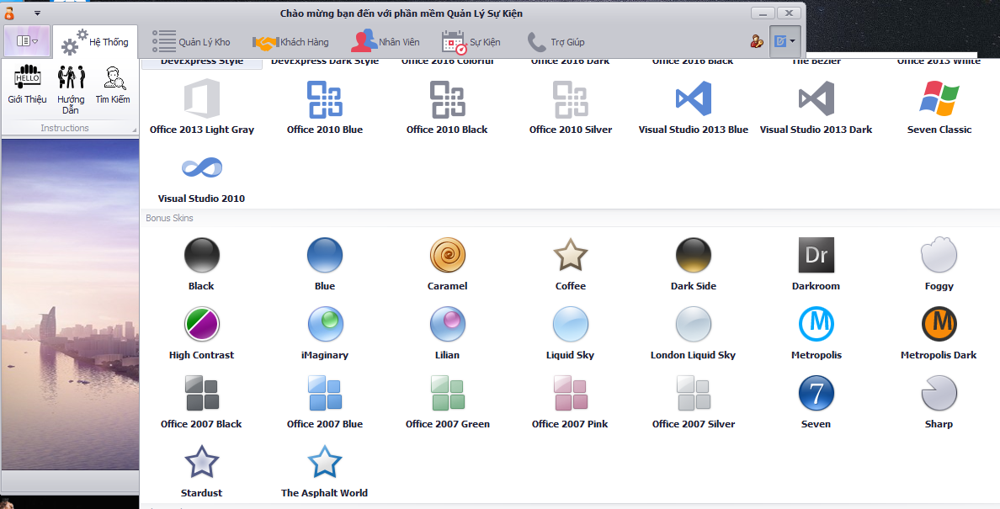 Chào mừng bạn đến với phần mềm Quản Lý Sự Kiện
Hệ Thống
Quản Lý Kho
Khách Hàng
Nhân Viên
Sự Kiện
Trợ Giúp
HELLO
Giới Thiệu
Hướng
Dẫn
Tìm Kiếm
Instructions
DevExpress Style
DevExpress Dark Style
Office 2016 Colorful
Office 2016 Dark
Office 2016 Black
The Bezier
Office 2013 White
Office 2013 Light Gray
Office 2010 Blue
Office 2010 Black
Office 2010 Silver
Visual Studio 2013 Blue
Visual Studio 2013 Dark
Seven Classic
Visual Studio 2010
Bonus Skins
Dr
Black
Blue
Caramel
Coffee
Dark Side
Darkroom
Foggy
M
M
High Contrast
iMaginary
Lilian
Liquid Sky
London Liquid Sky
Metropolis
Metropolis Dark
7
Office 2007 Black
Office 2007 Blue
Office 2007 Green
Office 2007 Pink
Office 2007 Silver
Seven
Sharp
Stardust
The Asphalt World